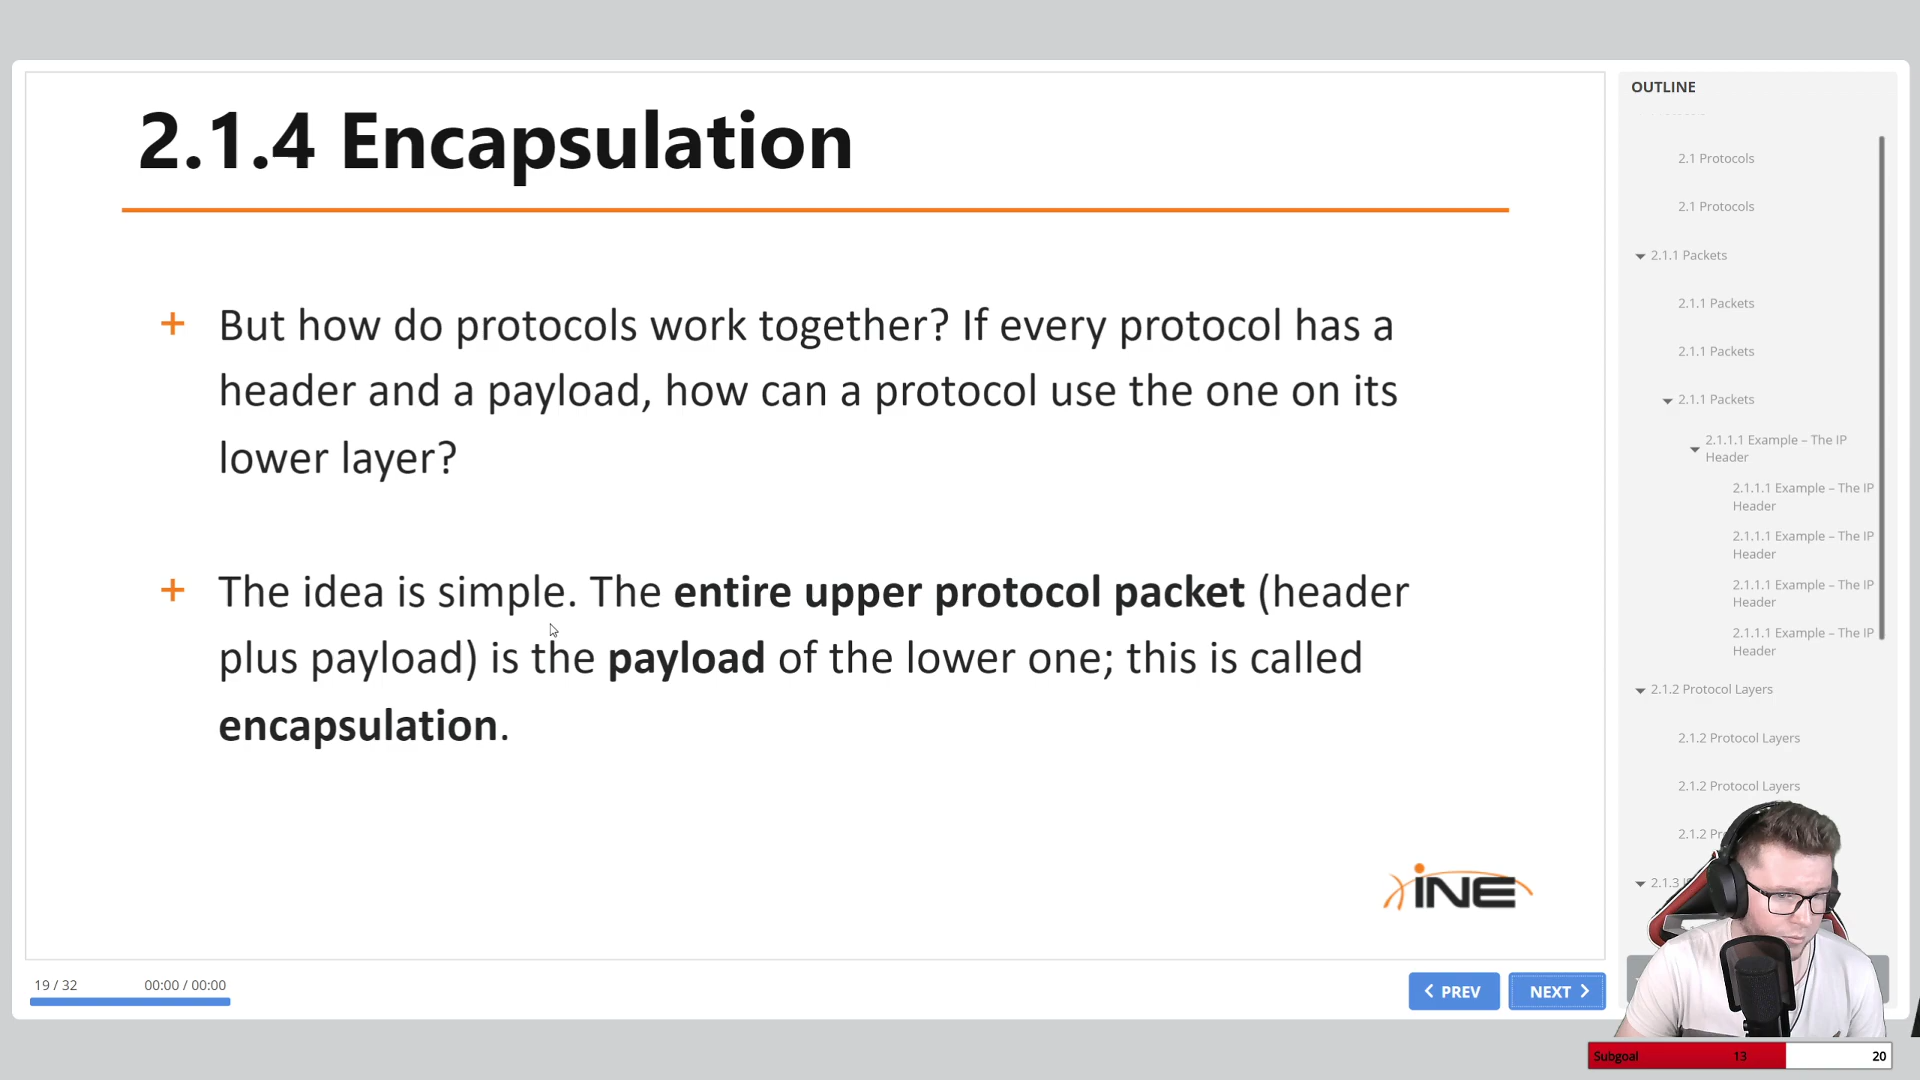 2.1.4 Encapsulation
+ But how do protocols work together? If every protocol has a
header and a payload, how can a protocol use the one on its
lower layer?
+ The idea is simple. The entire upper protocol packet (header
plus payload) is the payload of the lower one; this is called
encapsulation.
iNE
19 / 32
00:00 / 00:00
PREV
NEXT
OUTLINE
2.1 Protocols
2.1 Protocols
2.1.1 Packets
2.1.1 Packets
2.1.1 Packets
2.1.1 Packets
2.1.1.1 Example – The IP
Header
2.1.1.1 Example – The IP
Header
2.1.1.1 Example – The IP
Header
2.1.1.1 Example – The IP
Header
2.1.1.1 Example – The IP
Header
2.1.2 Protocol Layers
2.1.2 Protocol Layers
2.1.2 Protocol Layers
2.1.2
2.1.3
Subgoal 13 20